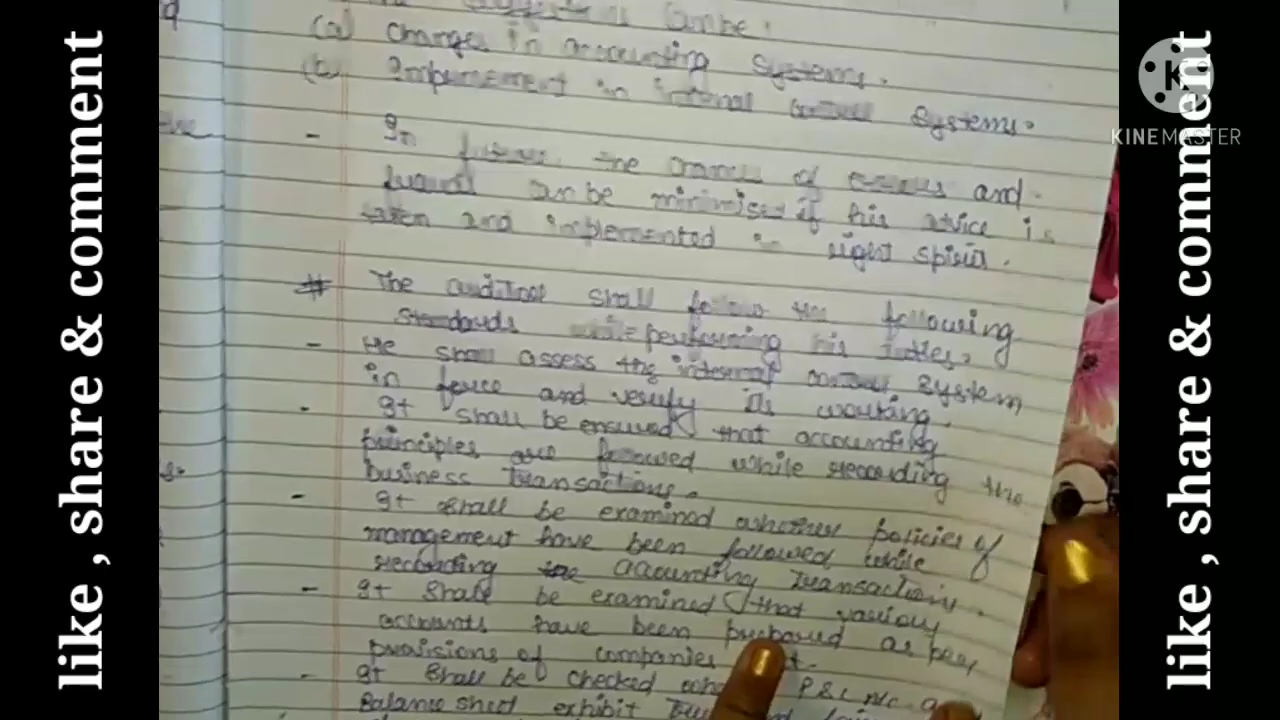 can be:
(a) Changes in accounting systems.
(b) in internal control systems.
- In future, the chances of errors and
can be minimised if his advice is
taken and implemented in right spirit.
# The auditor shall follow the following
standards while performing his duties.
- He shall assess the internal control system
in force and verify its working.
- It shall be ensured that accounting
principles are followed while recording the
business transactions.
- It shall be examined whether policies of
management have been followed while
recording the accounting transactions.
- It shall be examined that various
accounts have been prepared as per
provisions of companies
- It shall be checked P&L A/c
Balance sheet exhibit
like , share & comment
like , share & comment
K
KINEMASTER